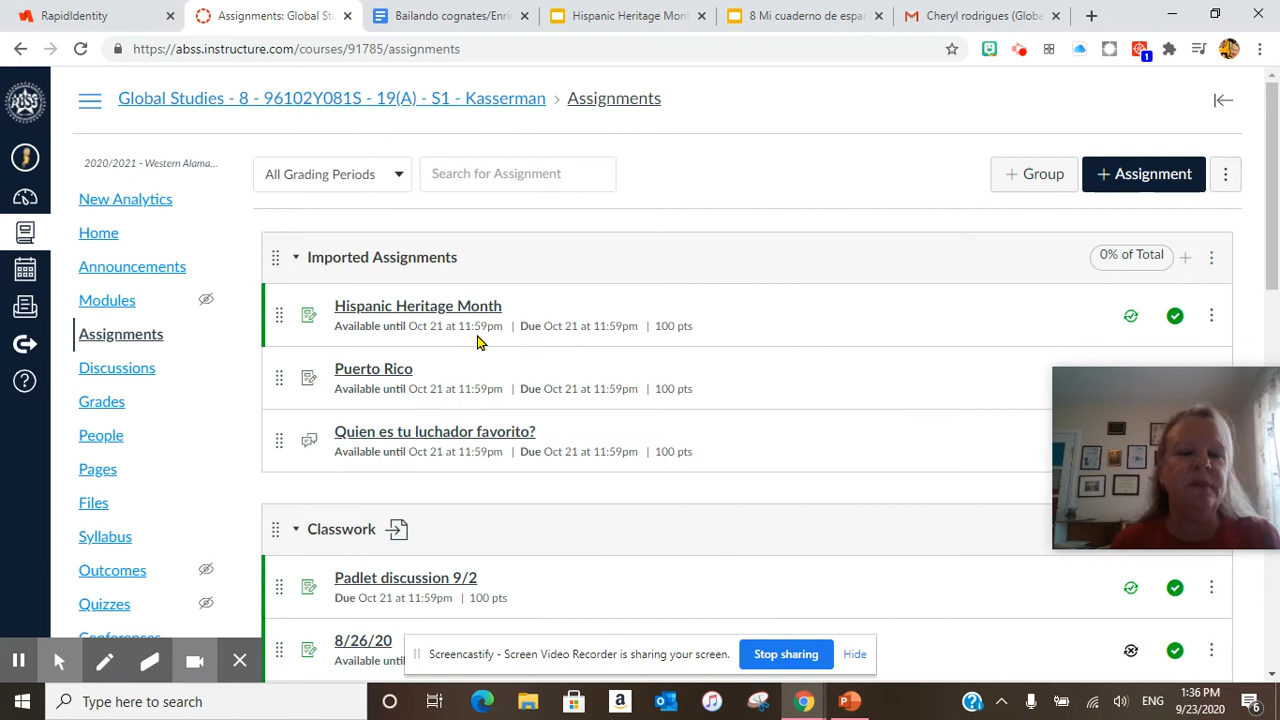 RapidIdentity
Assignments: Global Stu
Bailando cognates/Enri
Hispanic Heritage Mon
8 Mi cuaderno de espa
Cheryl rodrigues (Globa
https://abss.instructure.com/courses/91785/assignments
1
ABSS
Global Studies - 8 - 96102Y081S - 19(A) - S1 - Kasserman > Assignments
2020/2021 - Western Alama...
New Analytics
Home
Announcements
Modules
Assignments
Discussions
Grades
People
Pages
Files
Syllabus
Outcomes
Quizzes
Conferences
All Grading Periods
Search for Assignment
+ Group
+ Assignment
Imported Assignments
0% of Total
Hispanic Heritage Month
Available until Oct 21 at 11:59pm | Due Oct 21 at 11:59pm | 100 pts
Puerto Rico
Available until Oct 21 at 11:59pm | Due Oct 21 at 11:59pm | 100 pts
Quien es tu luchador favorito?
Available until Oct 21 at 11:59pm | Due Oct 21 at 11:59pm | 100 pts
Classwork
Padlet discussion 9/2
Due Oct 21 at 11:59pm | 100 pts
8/26/20
Available until
Screencastify - Screen Video Recorder is sharing your screen.
Stop sharing
Hide
Type here to search
ENG
1:36 PM
9/23/2020
6